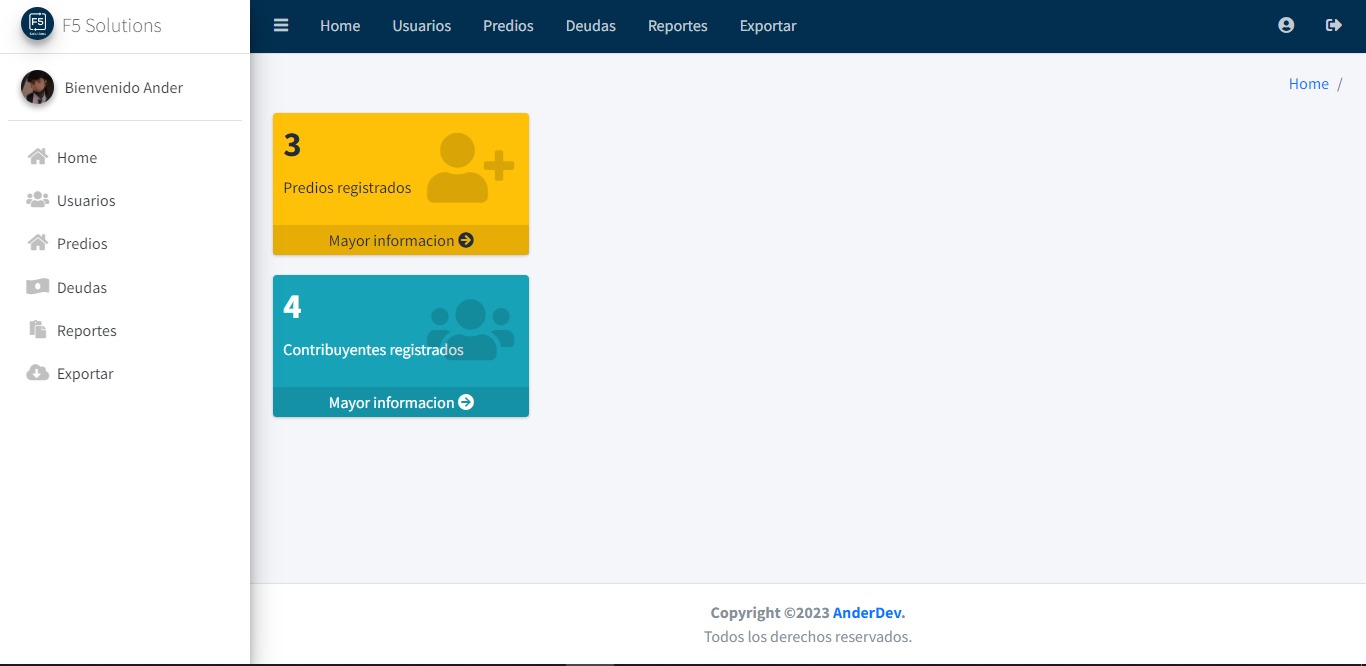 F5
F5 Solutions
Home Usuarios Predios Deudas Reportes Exportar
Bienvenido Ander
Home
Usuarios
Predios
Deudas
Reportes
Exportar
Home /
3
Predios registrados
Mayor informacion
4
Contribuyentes registrados
Mayor informacion
Copyright ©2023 AnderDev.
Todos los derechos reservados.